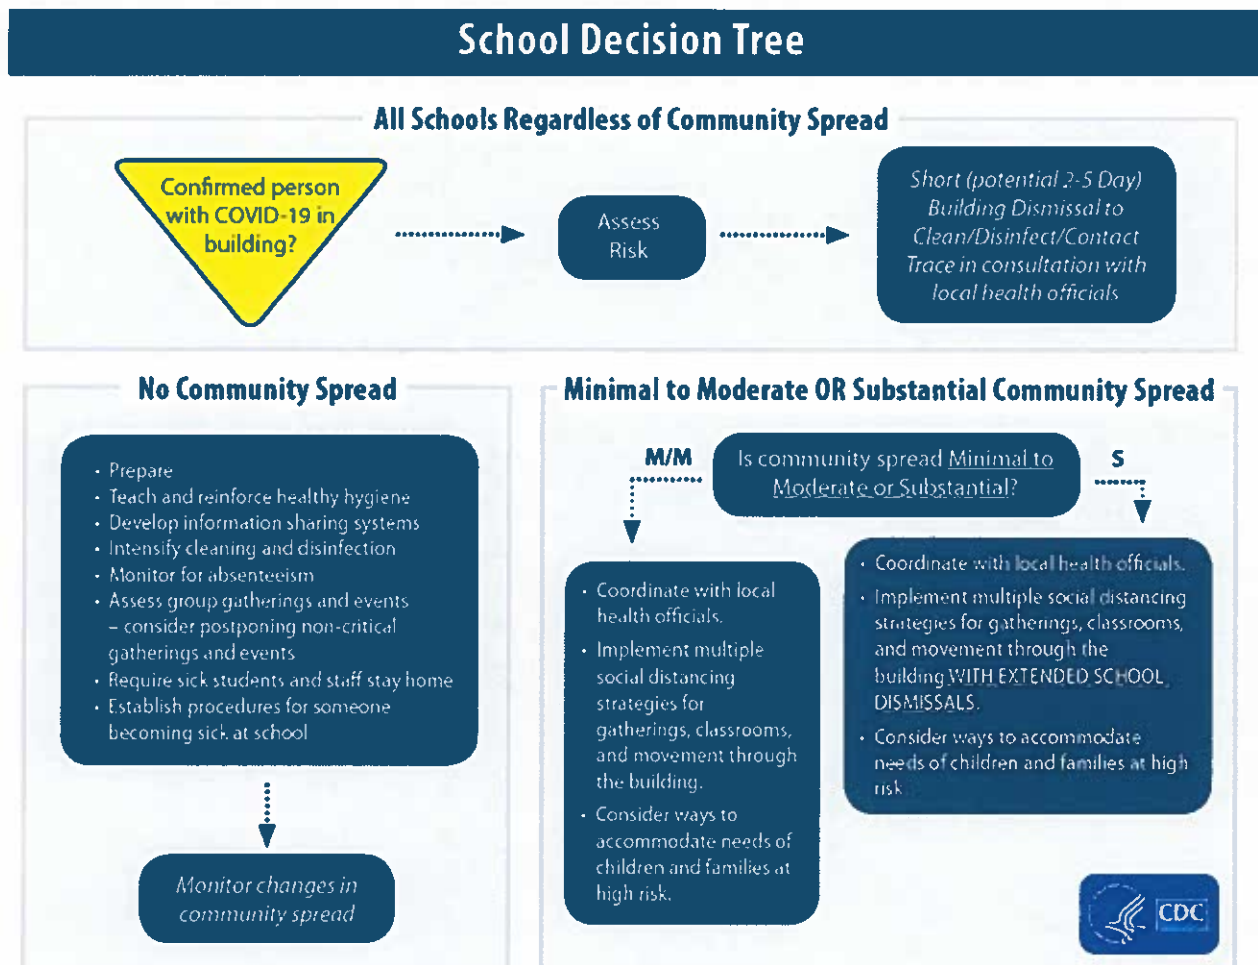 School Decision Tree
All Schools Regardless of Community Spread
Confirmed person
with COVID-19 in
building?
Assess
Risk
Short (potential 2-5 Day)
Building Dismissal to
Clean/Disinfect/Contact
Trace in consultation with
local health officials
No Community Spread
• Prepare
• Teach and reinforce healthy hygiene
• Develop information sharing systems
• Intensify cleaning and disinfection
• Monitor for absenteeism
• Assess group gatherings and events
– consider postponing non-critical
gatherings and events
• Require sick students and staff stay home
• Establish procedures for someone
becoming sick at school
Monitor changes in
community spread
Minimal to Moderate OR Substantial Community Spread
M/M
Is community spread Minimal to
Moderate or Substantial?
S
• Coordinate with local
health officials.
• Implement multiple
social distancing
strategies for
gatherings, classrooms,
and movement through
the building.
• Consider ways to
accommodate needs of
children and families at
high risk.
• Coordinate with local health officials.
• Implement multiple social distancing
strategies for gatherings, classrooms,
and movement through the
building WITH EXTENDED SCHOOL
DISMISSALS.
• Consider ways to accommodate
needs of children and families at high
risk
CDC